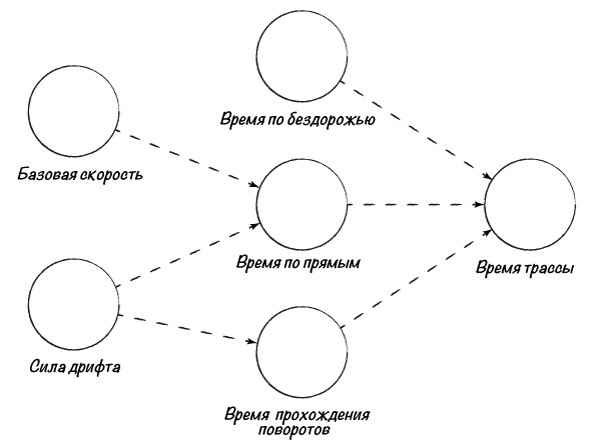 Время по бездорожью
Базовая скорость
Время по прямым
Время трассы
Сила дрифта
Время прохождения
поворотов